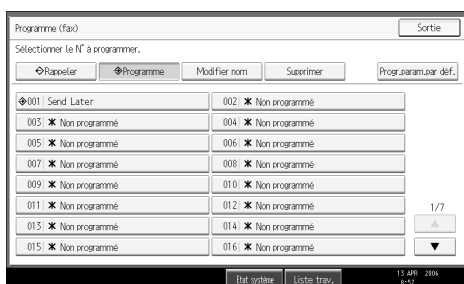 Programme (fax) Sortie
Sélectionner le N° à programmer.
Rappeler Programme Modifier nom Supprimer Progr.param.par déf.
001 Send Later 002 Non programmé
003 Non programmé 004 Non programmé
005 Non programmé 006 Non programmé
007 Non programmé 008 Non programmé
009 Non programmé 010 Non programmé
011 Non programmé 012 Non programmé 1/7
013 Non programmé 014 Non programmé
015 Non programmé 016 Non programmé
Etat système Liste trav. 13 APR 2006
8:57